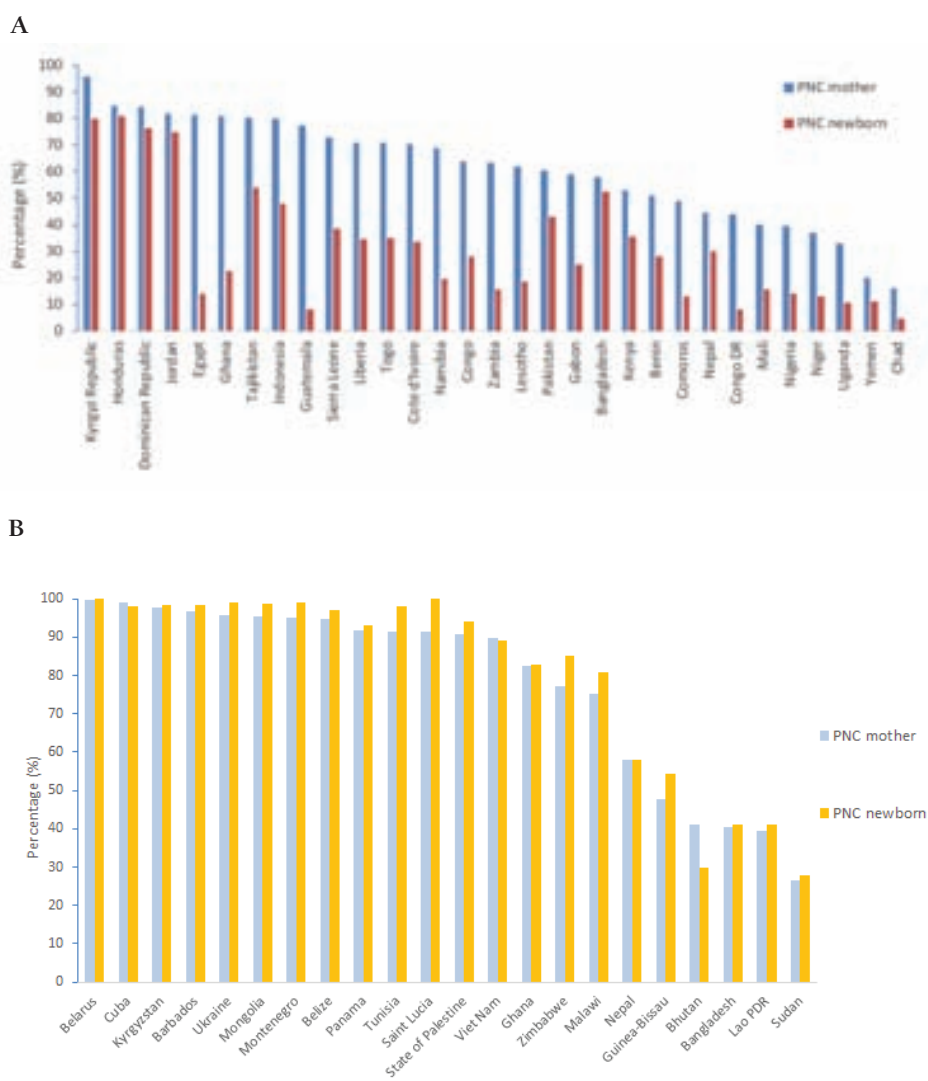 A
100
90
80
70
60
50
40
30
20
10
0
Percentage (%)
PNC mother
PNC newborn
Kyrgyz Republic
Honduras
Dominican Republic
Jordan
Egypt
Ghana
Tajikistan
Indonesia
Guatemala
Sierra Leone
Liberia
Togo
Cote d'Ivoire
Namibia
Congo
Zambia
Lesotho
Pakistan
Gabon
Bangladesh
Kenya
Benin
Comoros
Nepal
Congo DR
Mali
Nigeria
Niger
Uganda
Yemen
Chad
B
100
90
80
70
60
50
40
30
20
10
0
Percentage (%)
PNC mother
PNC newborn
Belarus
Cuba
Kyrgyzstan
Barbados
Ukraine
Mongolia
Montenegro
Belize
Panama
Tunisia
Saint Lucia
State of Palestine
Viet Nam
Ghana
Zimbabwe
Malawi
Nepal
Guinea-Bissau
Bhutan
Bangladesh
Lao PDR
Sudan